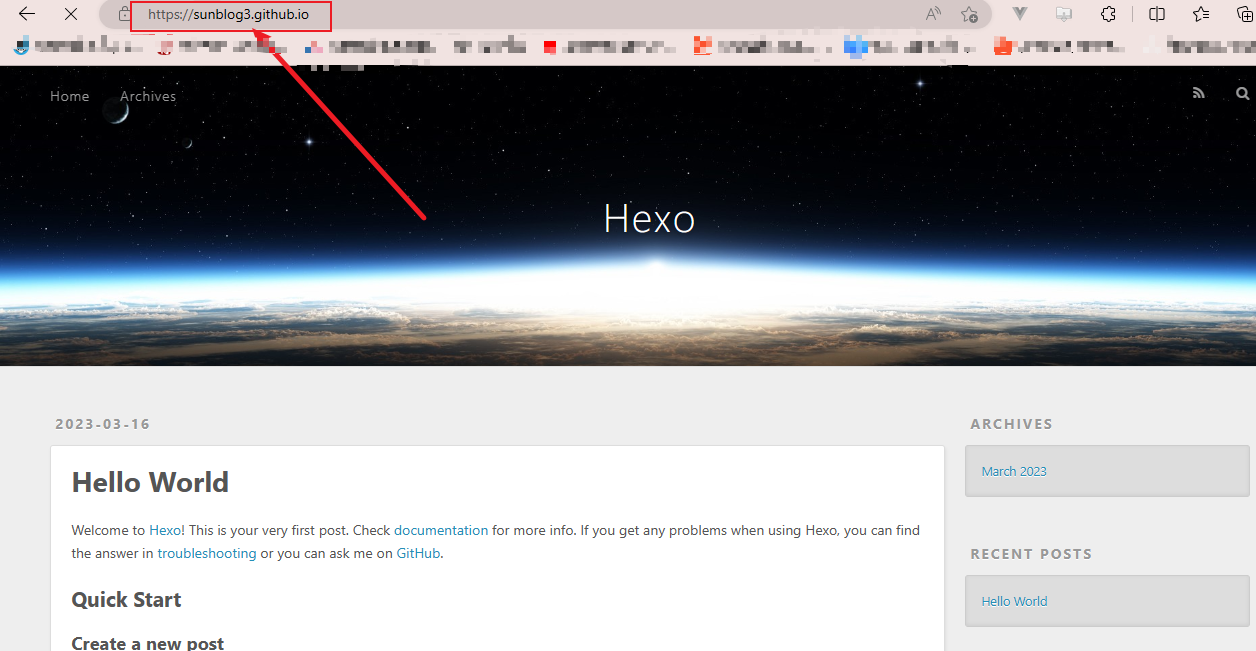 https://sunblog3.github.io
Home Archives
Hexo
2023-03-16
Hello World
Welcome to Hexo! This is your very first post. Check documentation for more info. If you get any problems when using Hexo, you can find
the answer in troubleshooting or you can ask me on GitHub.
Quick Start
Create a new post
ARCHIVES
March 2023
RECENT POSTS
Hello World